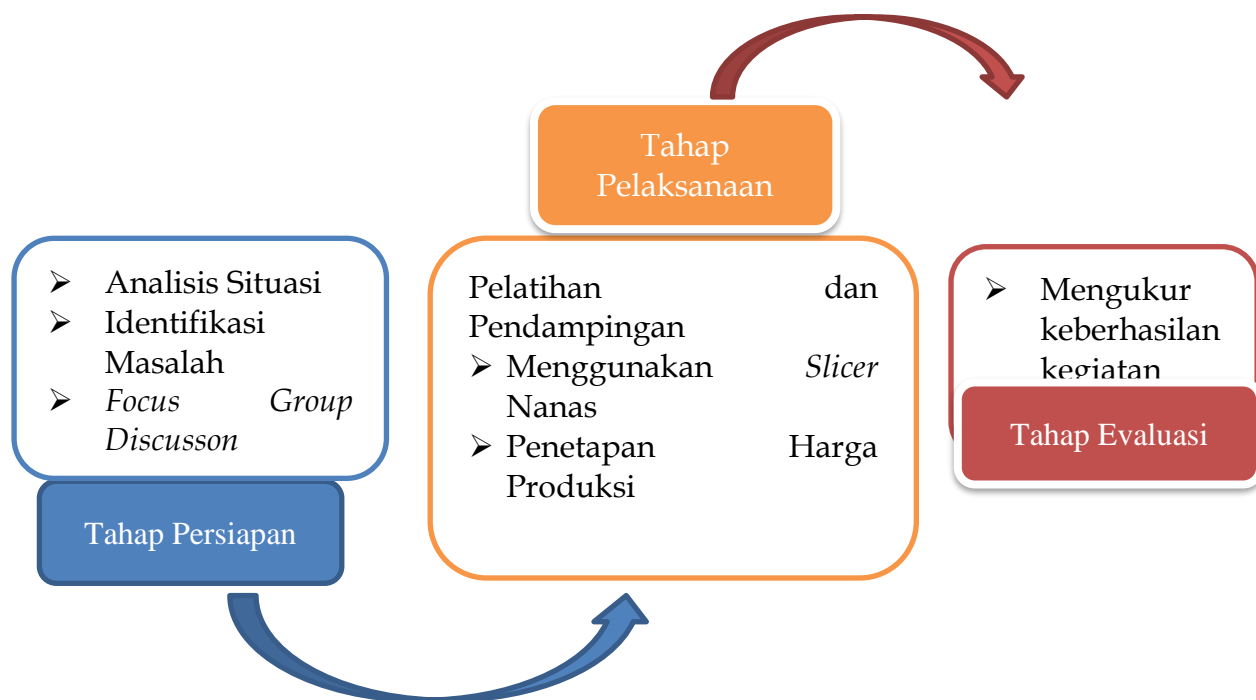 Tahap
Pelaksanaan
➢ Analisis Situasi
➢ Identifikasi
Masalah
➢ Focus Group
Discusson
Tahap Persiapan
Pelatihan dan
Pendampingan
➢ Menggunakan Slicer
Nanas
➢ Penetapan Harga
Produksi
➢ Mengukur
keberhasilan
kegiatan
Tahap Evaluasi